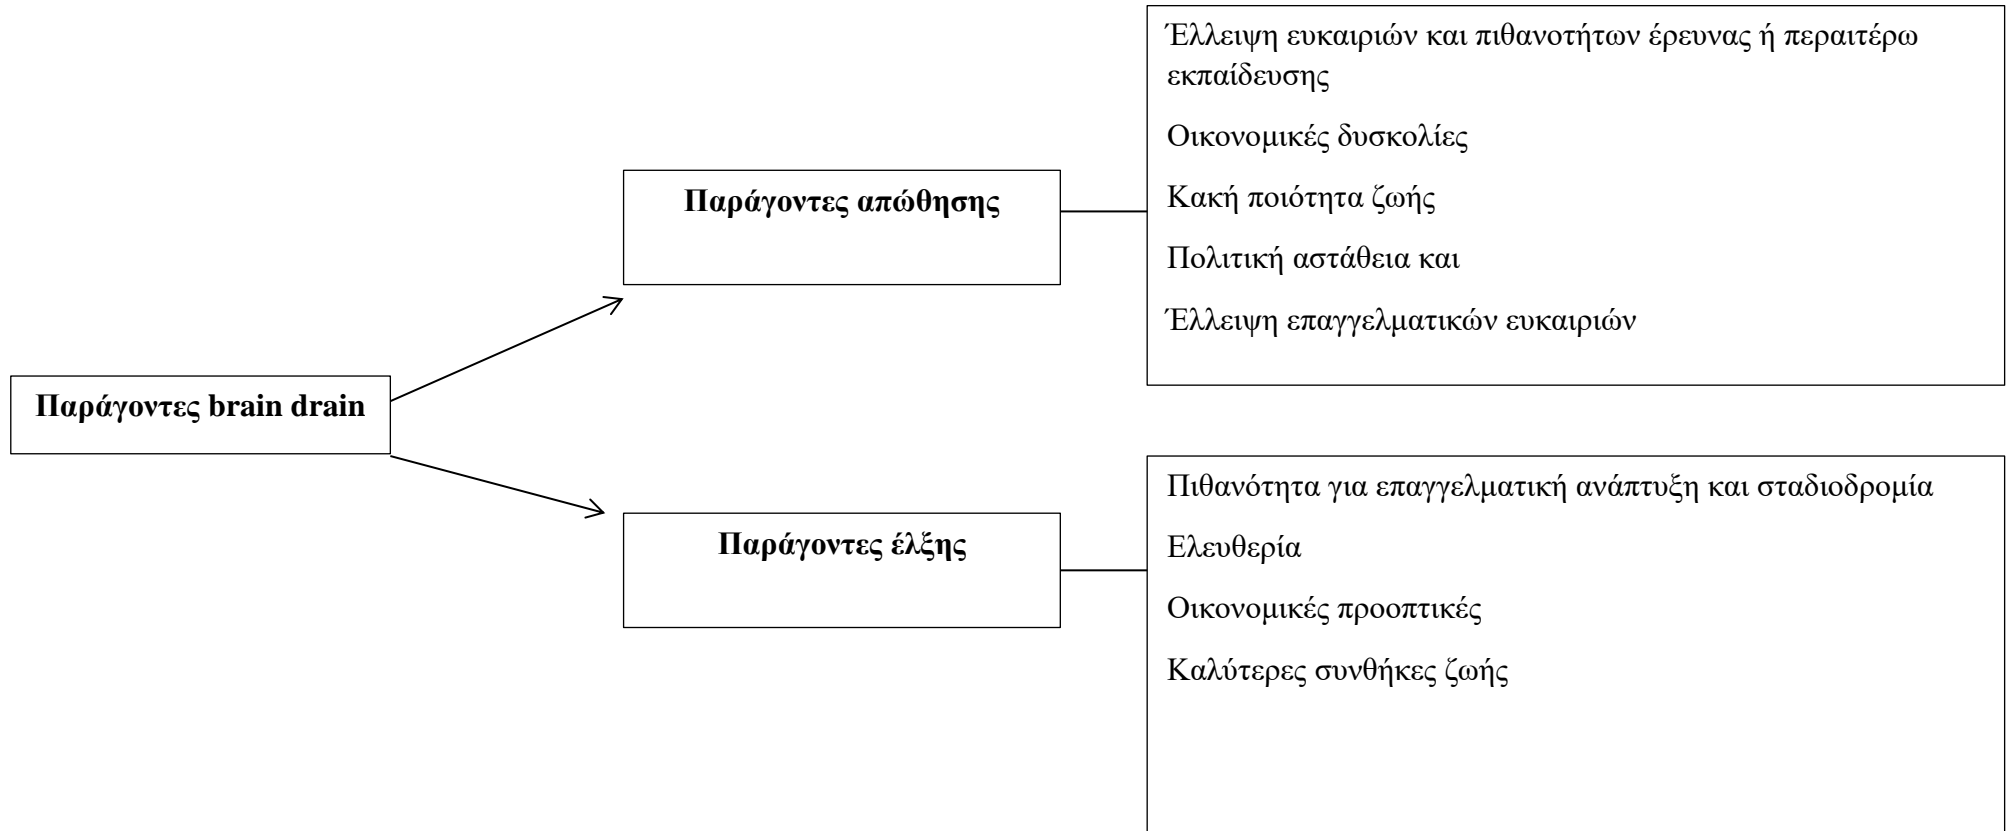 Παράγοντες brain drain
Παράγοντες απώθησης
Έλλειψη ευκαιριών και πιθανοτήτων έρευνας ή περαιτέρω
εκπαίδευσης
Οικονομικές δυσκολίες
Κακή ποιότητα ζωής
Πολιτική αστάθεια και
Έλλειψη επαγγελματικών ευκαιριών
Παράγοντες έλξης
Πιθανότητα για επαγγελματική ανάπτυξη και σταδιοδρομία
Ελευθερία
Οικονομικές προοπτικές
Καλύτερες συνθήκες ζωής